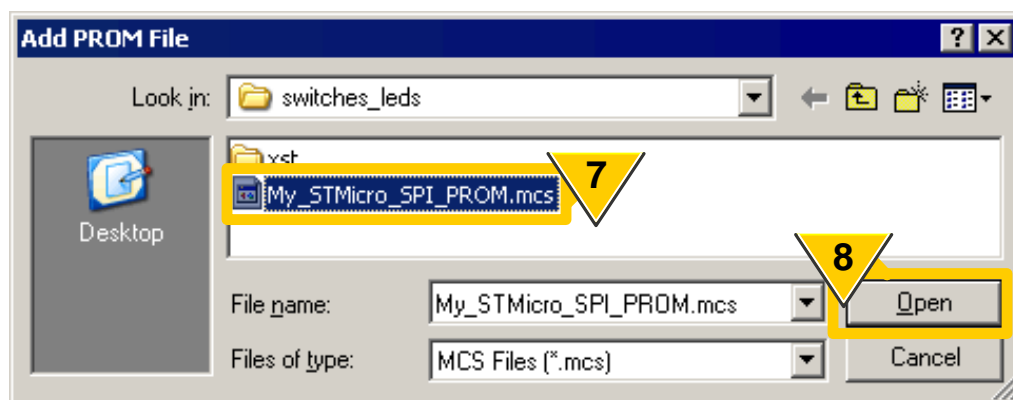 Add PROM File
Look in: switches_leds
xst
My_STMicro_SPI_PROM.mcs 7
Desktop
8
File name: My_STMicro_SPI_PROM.mcs Open
Files of type: MCS Files (*.mcs) Cancel